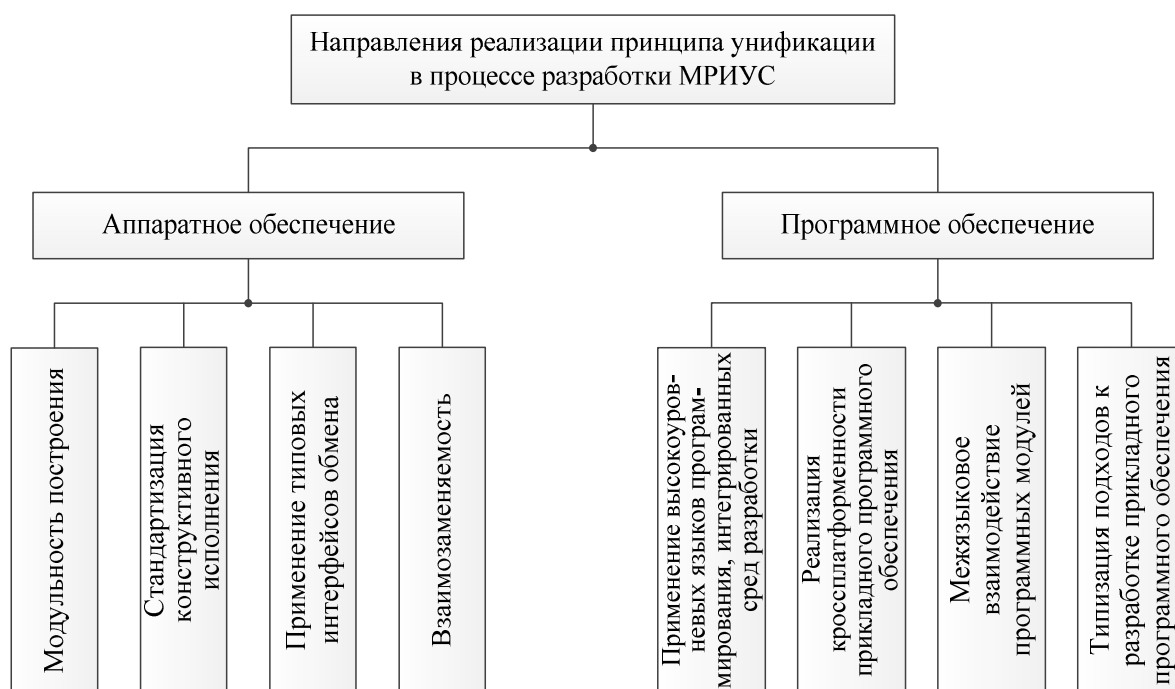 Направления реализации принципа унификации
в процессе разработки МРИУС
Аппаратное обеспечение
Программное обеспечение
Модульность построения
Стандартизация
конструктивного
исполнения
Применение типовых
интерфейсов обмена
Взаимозаменяемость
Применение высокоуров-
невых языков програм-
мирования, интегрированных
сред разработки
Реализация
кроссплатформенности
прикладного программного
обеспечения
Межязыковое
взаимодействие
программных модулей
Типизация подходов к
разработке прикладного
программного обеспечения